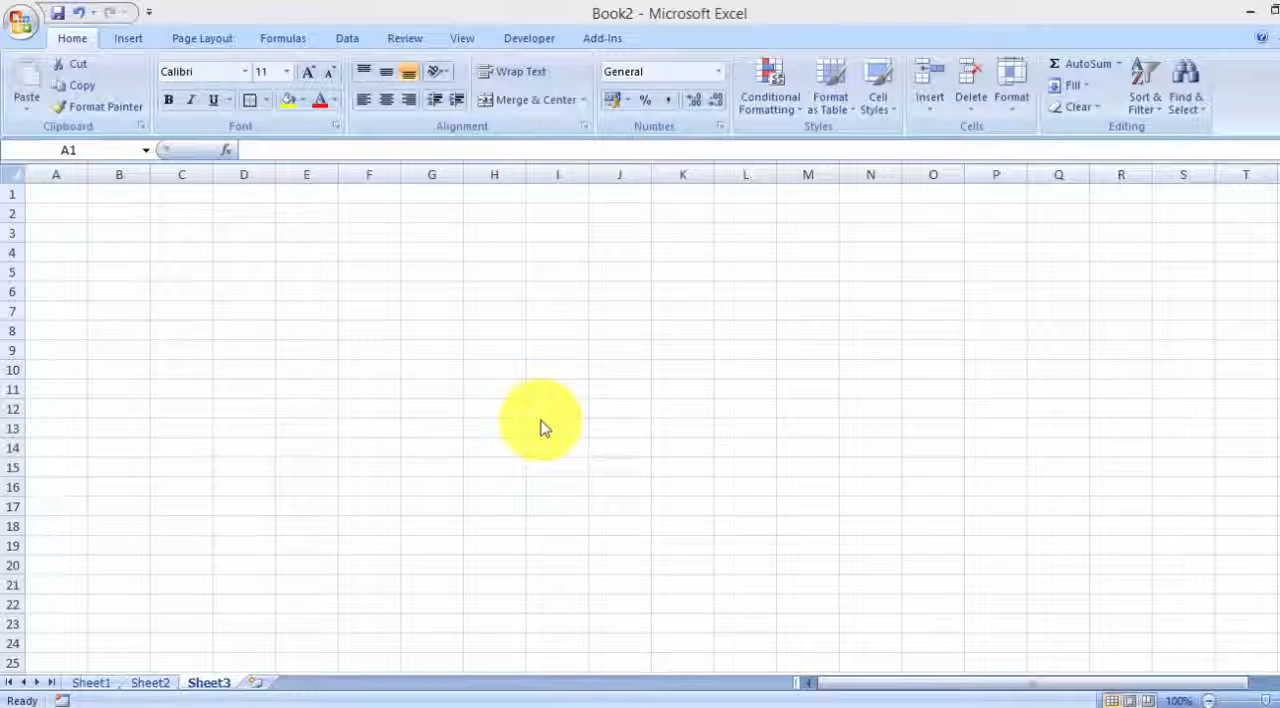 Book2 - Microsoft Excel
Home Insert Page Layout Formulas Data Review View Developer Add-Ins
Paste
Cut
Copy
Format Painter
Clipboard
Calibri 11 A A
B I U A
Font
Wrap Text
Merge & Center
Alignment
General
% ,
Number
Conditional Formatting
Format as Table
Cell Styles
Styles
Insert Delete Format
Cells
Σ AutoSum
Fill
Clear
Sort & Filter
Find & Select
Editing
A1 fx
A B C D E F G H I J K L M N O P Q R S T
1
2
3
4
5
6
7
8
9
10
11
12
13
14
15
16
17
18
19
20
21
22
23
24
25
Sheet1 Sheet2 Sheet3
Ready 100%